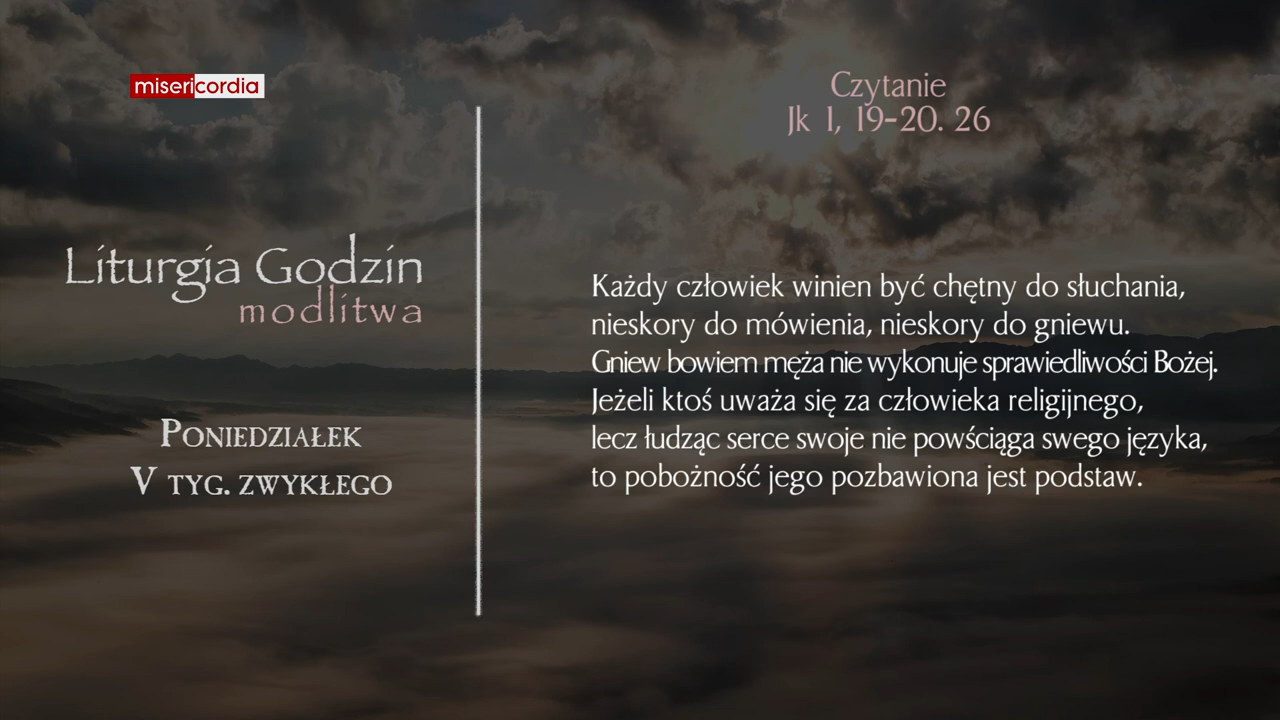 misericordia
Liturgia Godzin
modlitwa
Poniedziałek
V tyg. zwykłego
Czytanie
Jk 1, 19-20. 26
Każdy człowiek winien być chętny do słuchania,
nieskory do mówienia, nieskory do gniewu.
Gniew bowiem męża nie wykonuje sprawiedliwości Bożej.
Jeżeli ktoś uważa się za człowieka religijnego,
lecz łudząc serce swoje nie powściąga swego języka,
to pobożność jego pozbawiona jest podstaw.